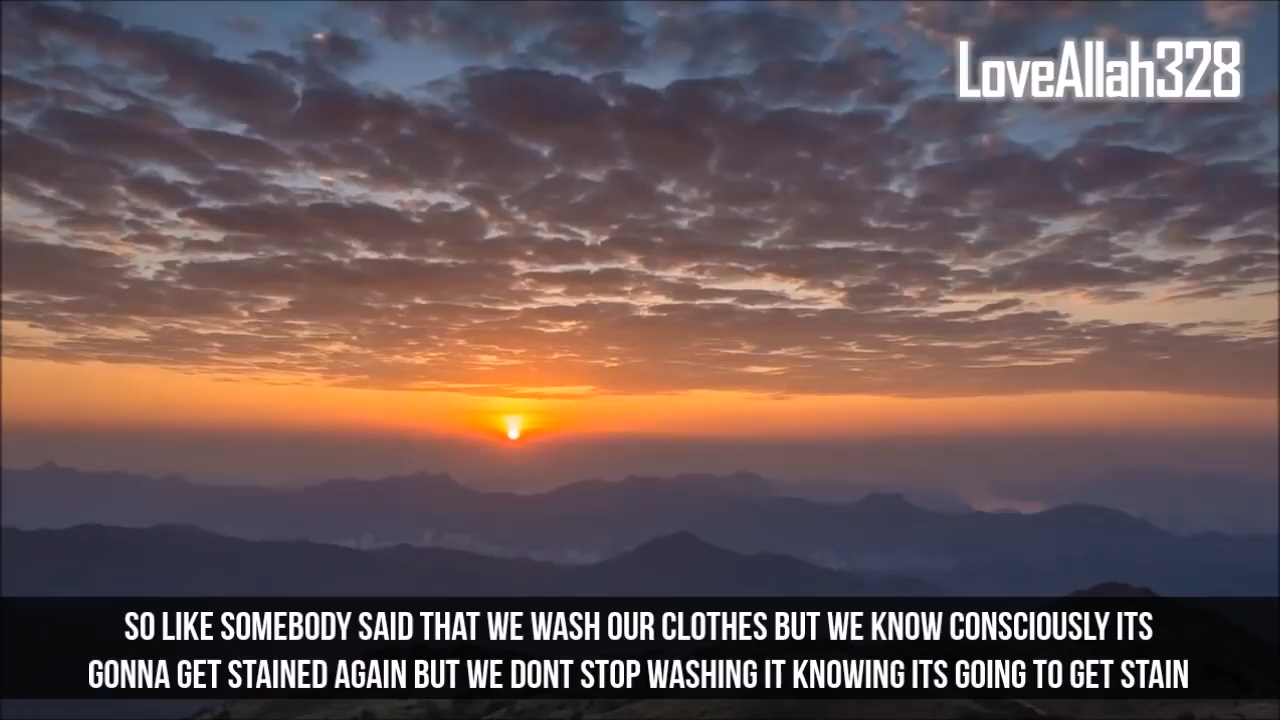 LoveAllah328
SO LIKE SOMEBODY SAID THAT WE WASH OUR CLOTHES BUT WE KNOW CONSCIOUSLY ITS
GONNA GET STAINED AGAIN BUT WE DONT STOP WASHING IT KNOWING ITS GOING TO GET STAIN